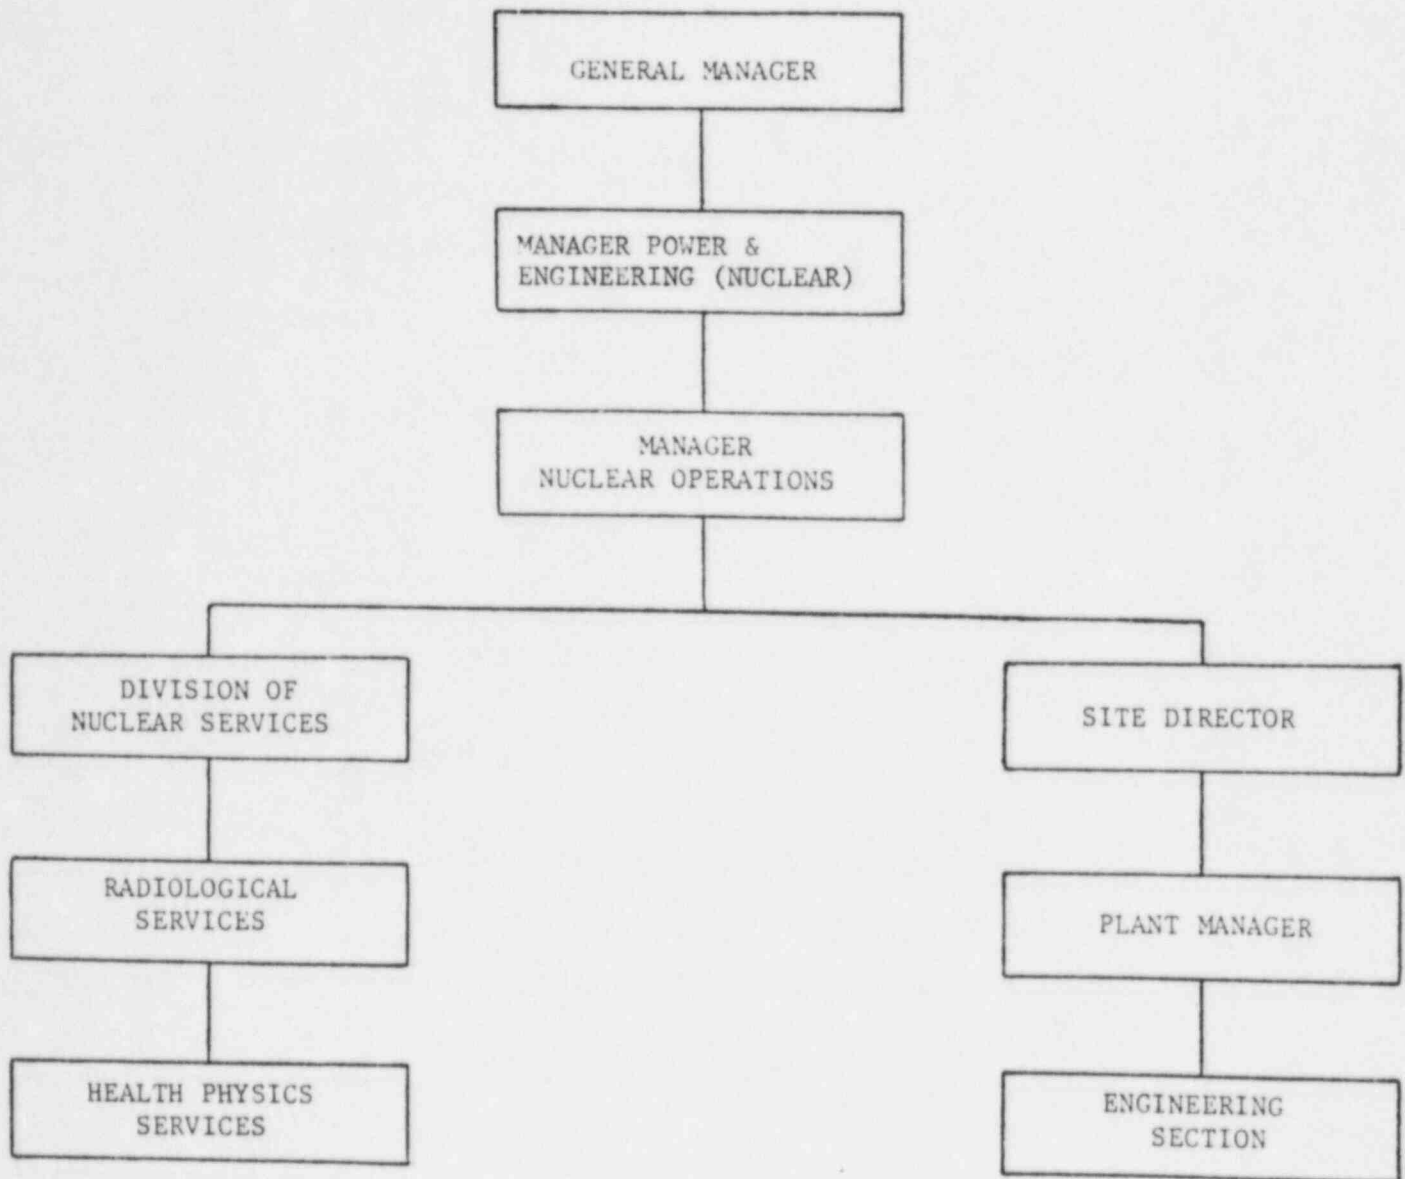 GENERAL MANAGER
MANAGER POWER &
ENGINEERING (NUCLEAR)
MANAGER
NUCLEAR OPERATIONS
DIVISION OF
NUCLEAR SERVICES
SITE DIRECTOR
RADIOLOGICAL
SERVICES
PLANT MANAGER
HEALTH PHYSICS
SERVICES
ENGINEERING
SECTION